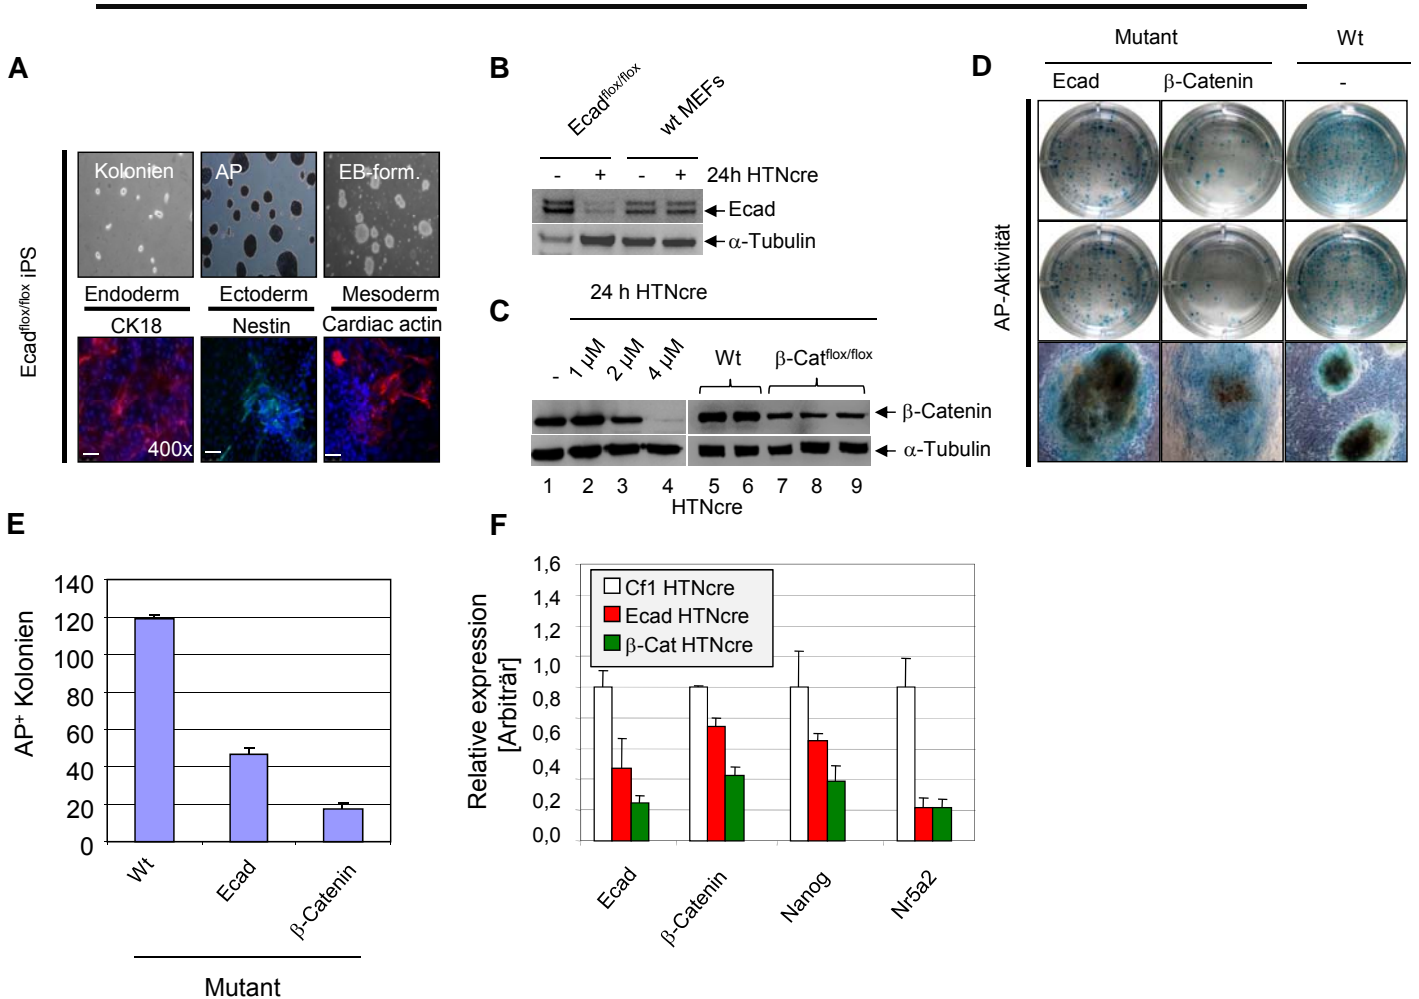 A
Kolonien
AP
EB-form.
Endoderm
Ectoderm
Mesoderm
CK18
Nestin
Cardiac actin
400x
Ecadflox/flox iPS
B
Ecadflox/flox
wt MEFs
- + - + 24h HTNcre
Ecad
α-Tubulin
C
24 h HTNcre
- 1 µM 2 µM 4 µM
Wt
β-Catflox/flox
β-Catenin
α-Tubulin
1 2 3 4 5 6 7 8 9
HTNcre
D
Mutant
Wt
Ecad
β-Catenin
-
AP-Aktivität
E
AP+ Kolonien
140
120
100
80
60
40
20
0
Wt
Ecad
β-Catenin
Mutant
F
Relative expression
[Arbiträr]
1,6
1,4
1,2
1,0
0,8
0,6
0,4
0,2
0,0
Cf1 HTNcre
Ecad HTNcre
β-Cat HTNcre
Ecad
β-Catenin
Nanog
Nr5a2